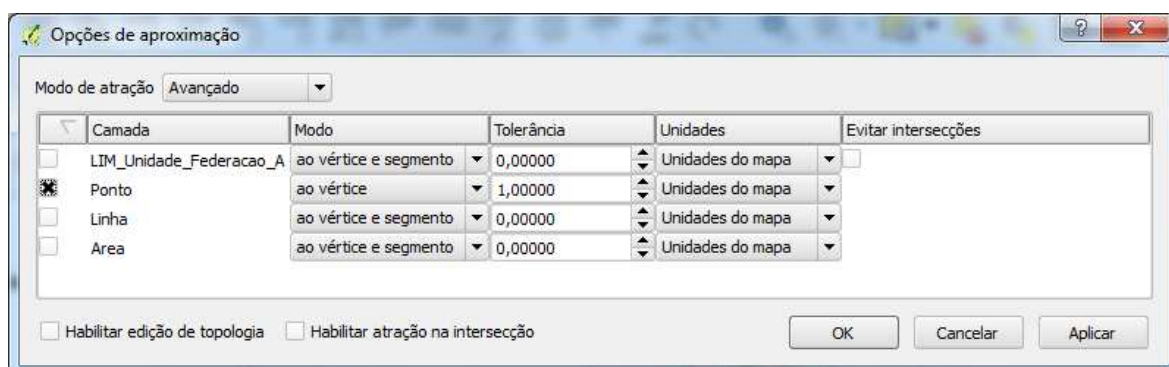 Opções de aproximação
Modo de atração Avançado
Camada Modo Tolerância Unidades Evitar intersecções
LIM_Unidade_Federacao_A ao vértice e segmento 0,00000 Unidades do mapa
Ponto ao vértice 1,00000 Unidades do mapa
Linha ao vértice e segmento 0,00000 Unidades do mapa
Area ao vértice e segmento 0,00000 Unidades do mapa
Habilitar edição de topologia Habilitar atração na intersecção OK Cancelar Aplicar